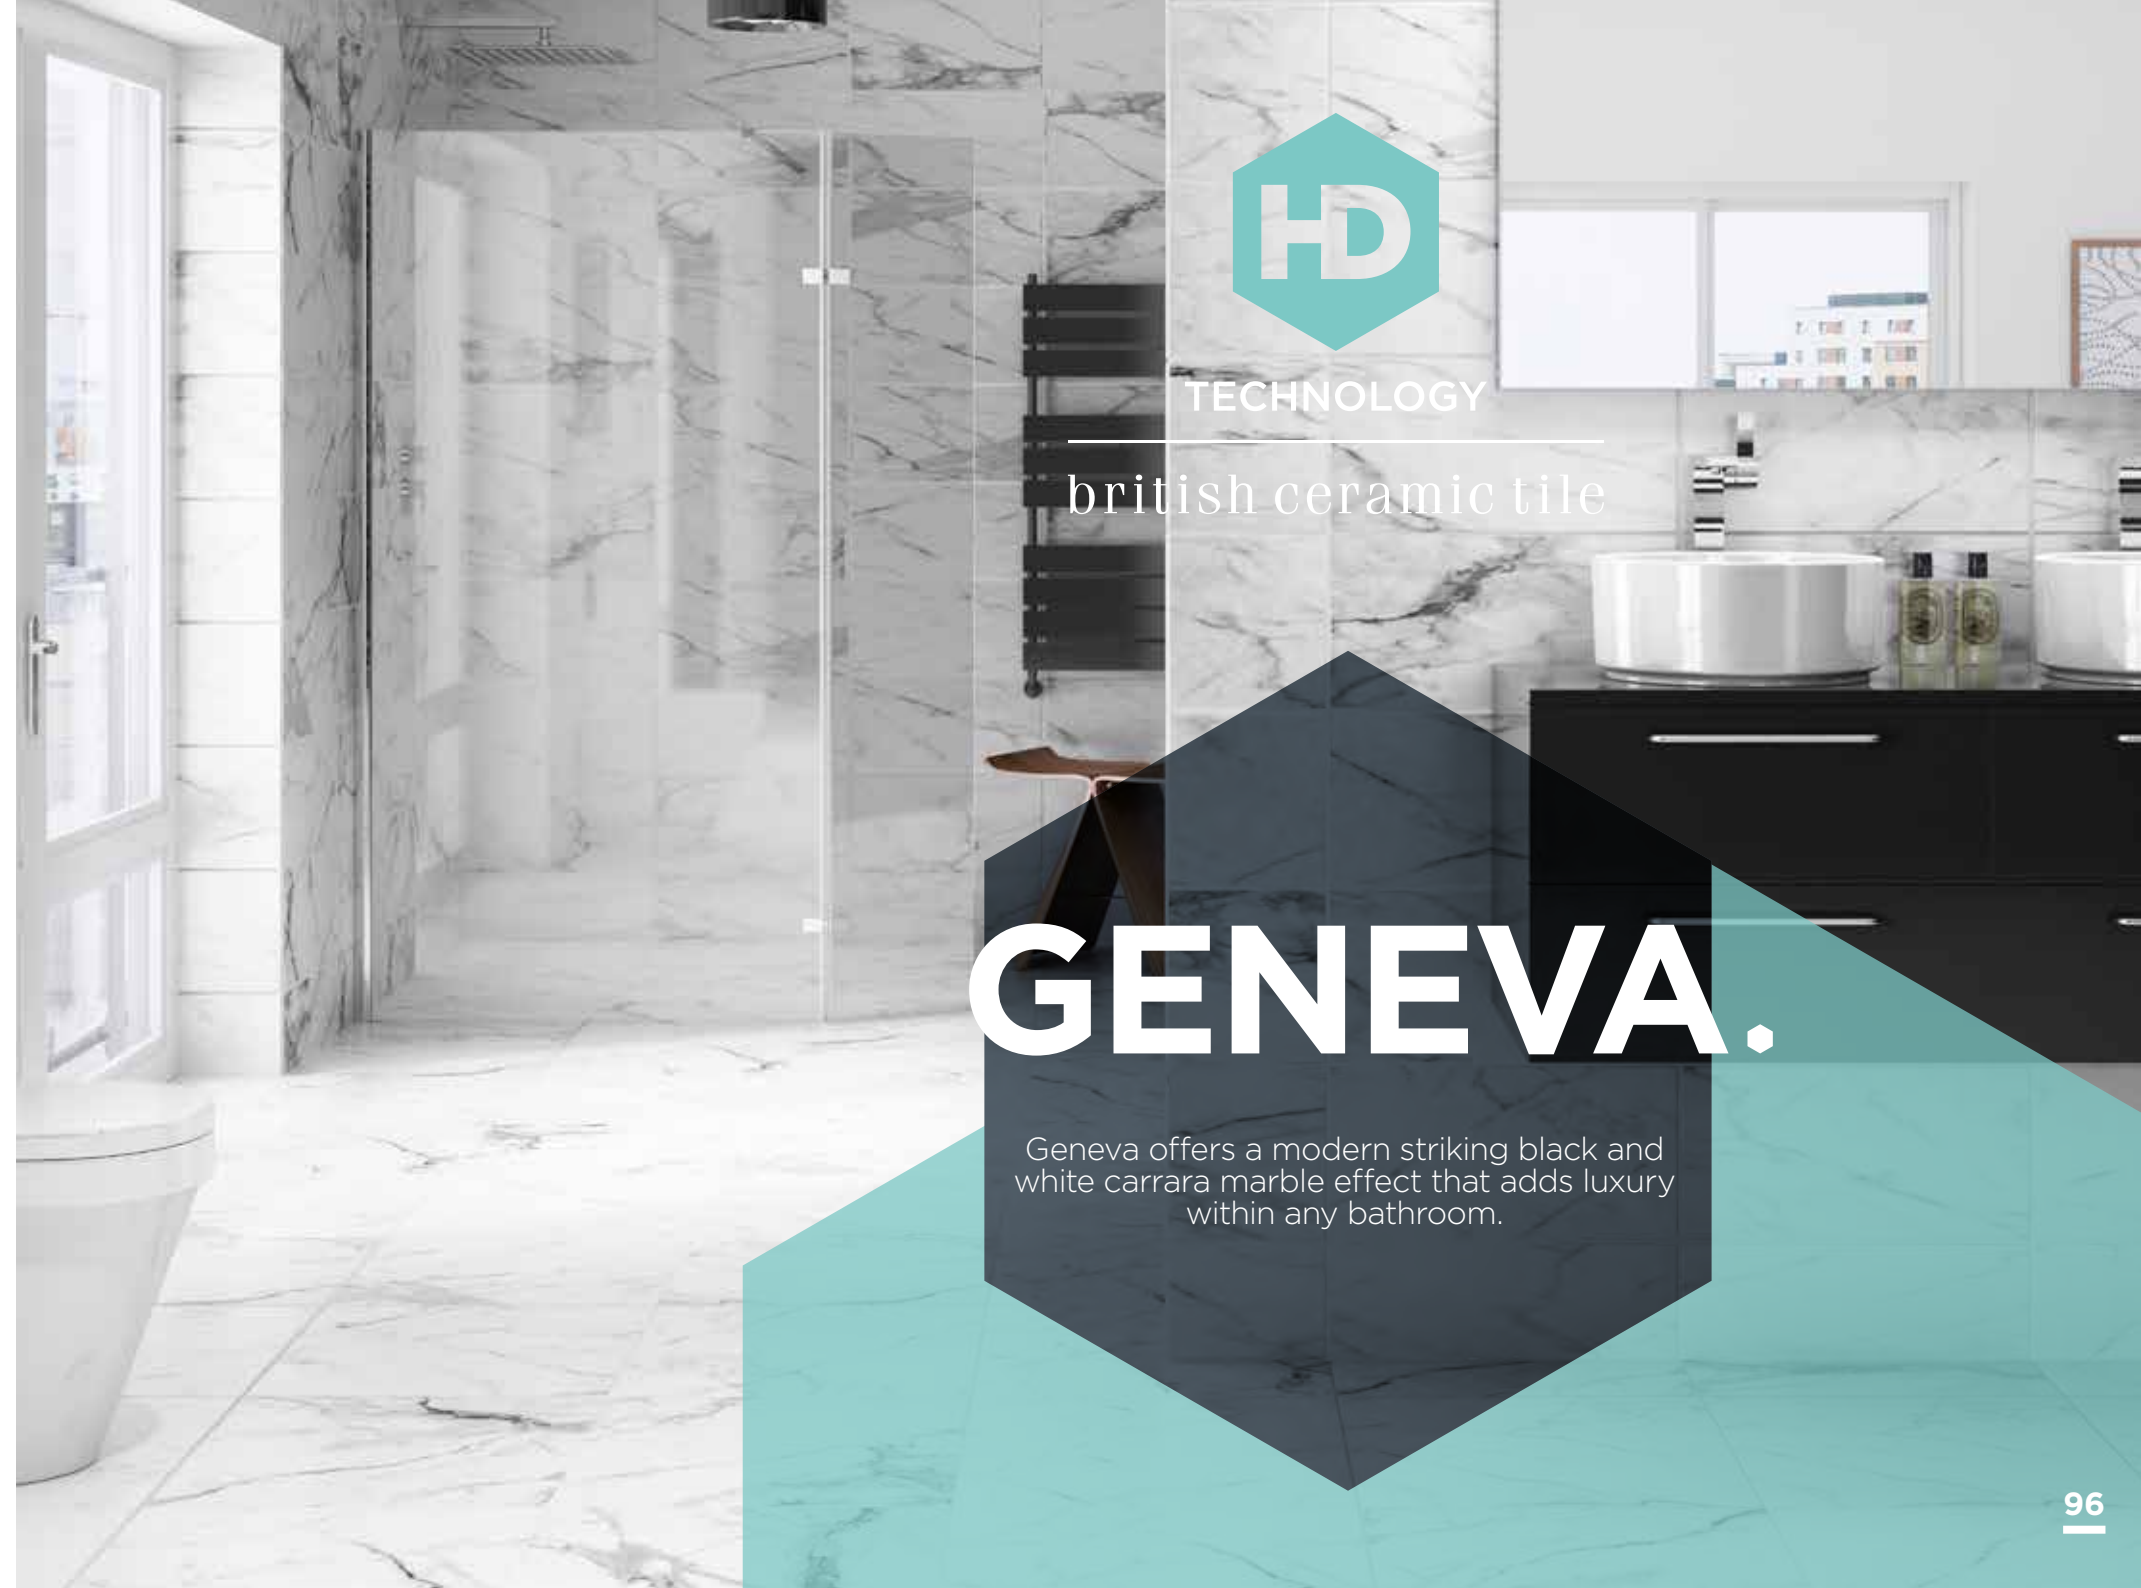 HD
TECHNOLOGY
british ceramic tile
GENEVA.
Geneva offers a modern striking black and
white carrara marble effect that adds luxury
within any bathroom.
96